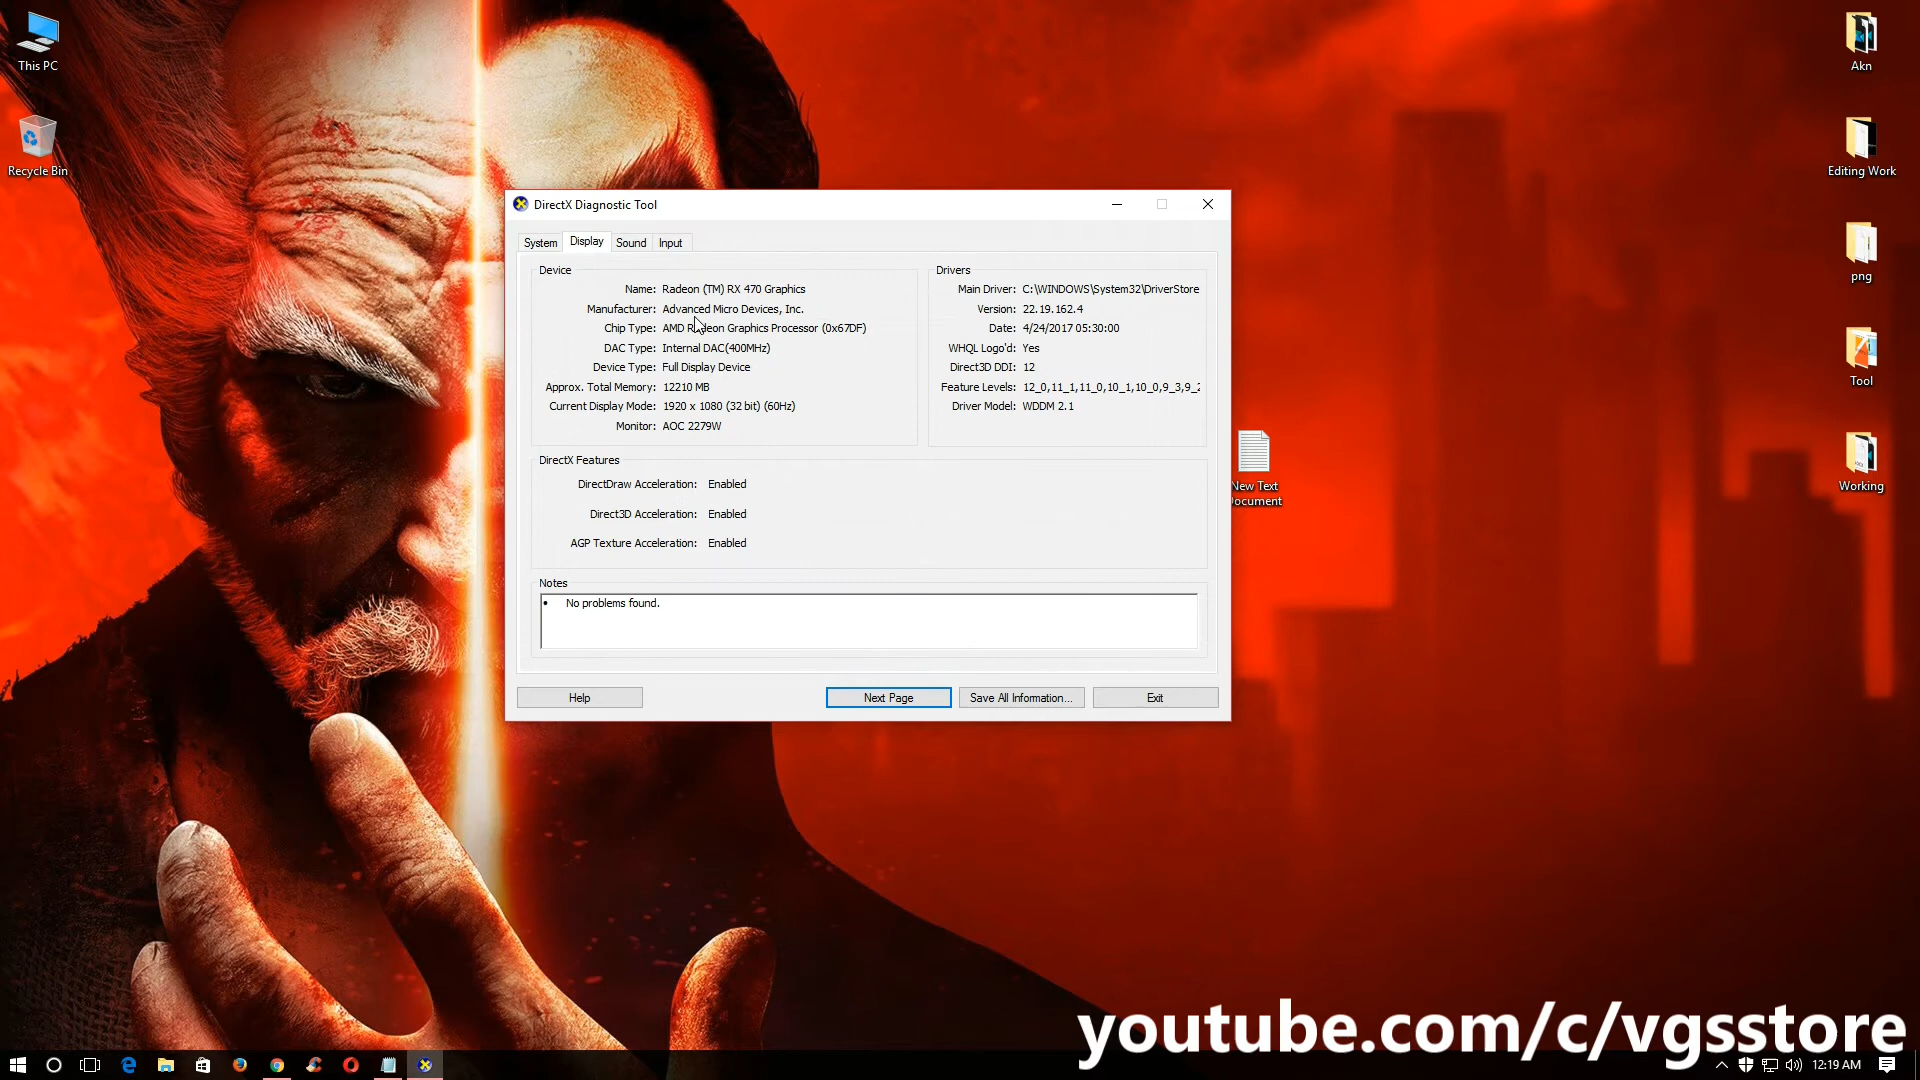 This PC
Recycle Bin
DirectX Diagnostic Tool
System
Display
Sound
Input
Device
Name: Radeon (TM) RX 470 Graphics
Manufacturer: Advanced Micro Devices, Inc.
Chip Type: AMD Radeon Graphics Processor (0x67DF)
DAC Type: Internal DAC(400MHz)
Device Type: Full Display Device
Approx. Total Memory: 12210 MB
Current Display Mode: 1920 x 1080 (32 bit) (60Hz)
Monitor: AOC 2279W
Drivers
Main Driver: C:\WINDOWS\System32\DriverStore
Version: 22.19.162.4
Date: 4/24/2017 05:30:00
WHQL Logo'd: Yes
Direct3D DDI: 12
Feature Levels: 12_0,11_1,11_0,10_1,10_0,9_3,9_2
Driver Model: WDDM 2.1
DirectX Features
DirectDraw Acceleration: Enabled
Direct3D Acceleration: Enabled
AGP Texture Acceleration: Enabled
Notes
• No problems found.
Help
Next Page
Save All Information...
Exit
New Text
Document
Akn
Editing Work
png
Tool
Working
youtube.com/c/vgsstore
12:19 AM